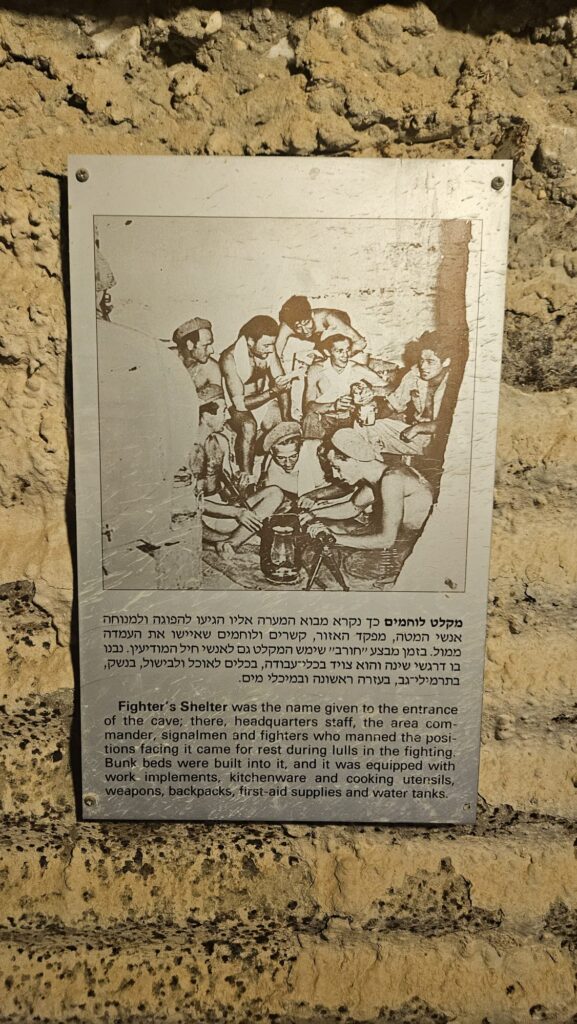 מקלט לוחמים כך נקרא מבוא המערה אליו הגיעו להפוגה ולמנוחה
אנשי המטה, מפקד האזור, קשרים ולוחמים שאיישו את העמדה
ממול. בזמן מבצע "חורב" שימש המקלט גם לאנשי חיל המודיעין. נבנו
בו דרגשי שינה והוא צויד בכלי־עבודה, בכלים לאוכל ולבישול, בנשק,
בתרמילי־גב, בעזרה ראשונה ובמיכלי מים.
Fighter's Shelter was the name given to the entrance
of the cave; there, headquarters staff, the area com-
mander, signalmen and fighters who manned the posi-
tions facing it came for rest during lulls in the fighting.
Bunk beds were built into it, and it was equipped with
work implements, kitchenware and cooking utensils,
weapons, backpacks, first-aid supplies and water tanks.